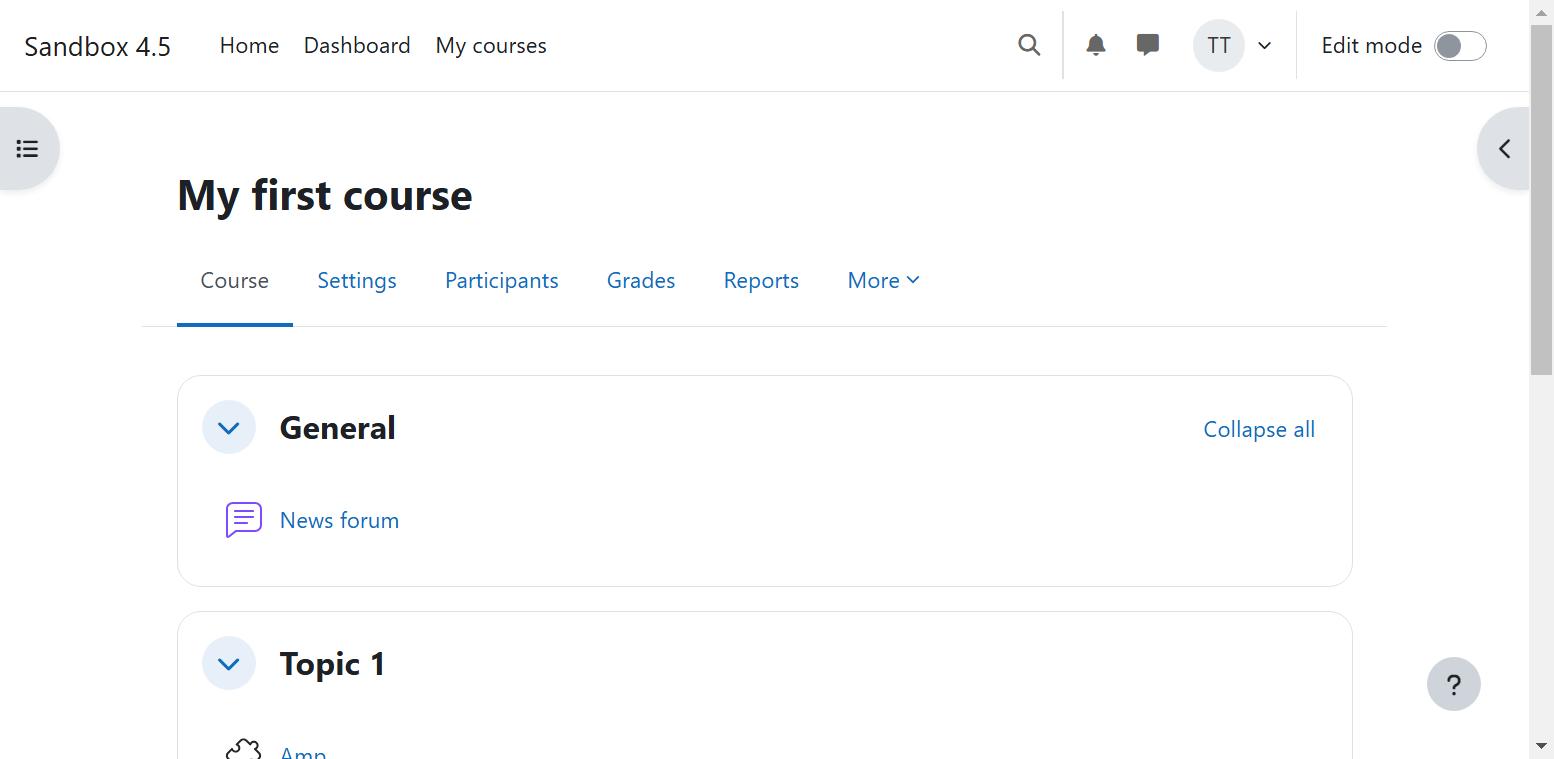 Sandbox 4.5 Home Dashboard My courses TT Edit mode
My first course
Course Settings Participants Grades Reports More
General Collapse all
News forum
Topic 1
?
Amp